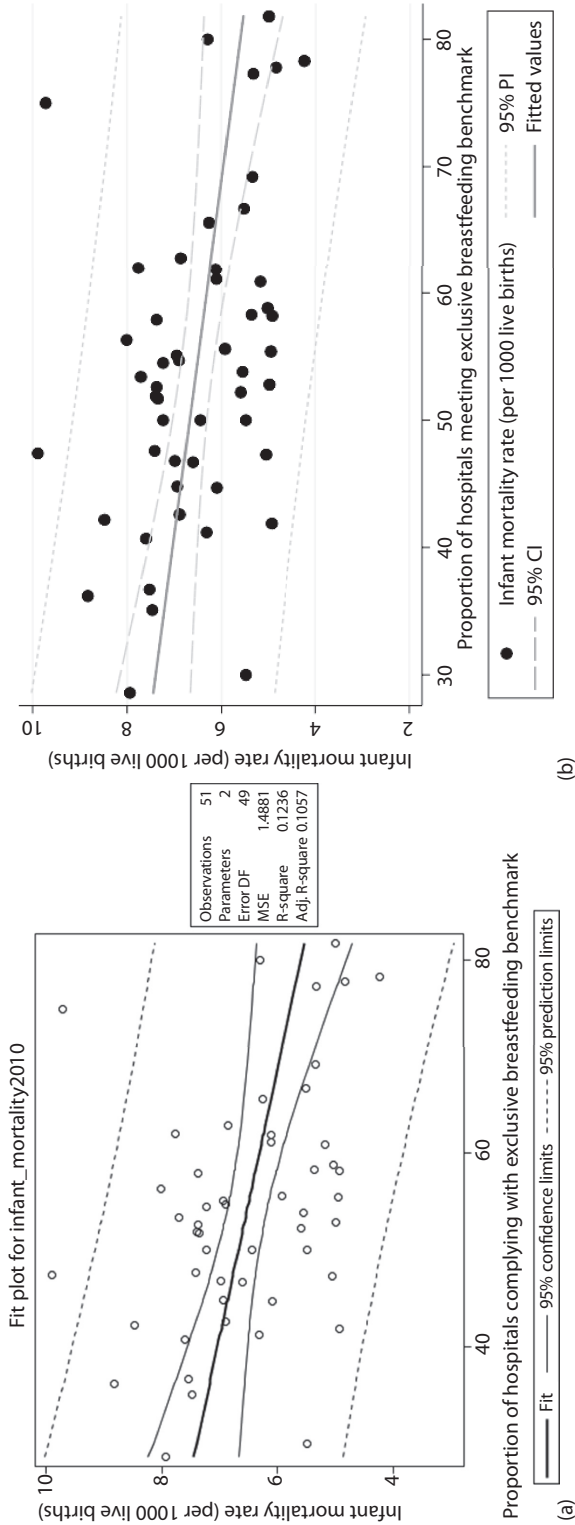 Fit plot for infant_mortality2010
Infant mortality rate (per 1000 live births)
10
8
6
4
40
60
80
Proportion of hospitals complying with exclusive breastfeeding benchmark
Observations 51
Parameters 2
Error DF 49
MSE 1.4881
R-square 0.1236
Adj. R-square 0.1057
Fit 95% confidence limits 95% prediction limits
(a)
Infant mortality rate (per 1000 live births)
10
8
6
4
2
30 40 50 60 70 80
Proportion of hospitals meeting exclusive breastfeeding benchmark
Infant mortality rate (per 1000 live births) 95% PI
95% CI Fitted values
(b)